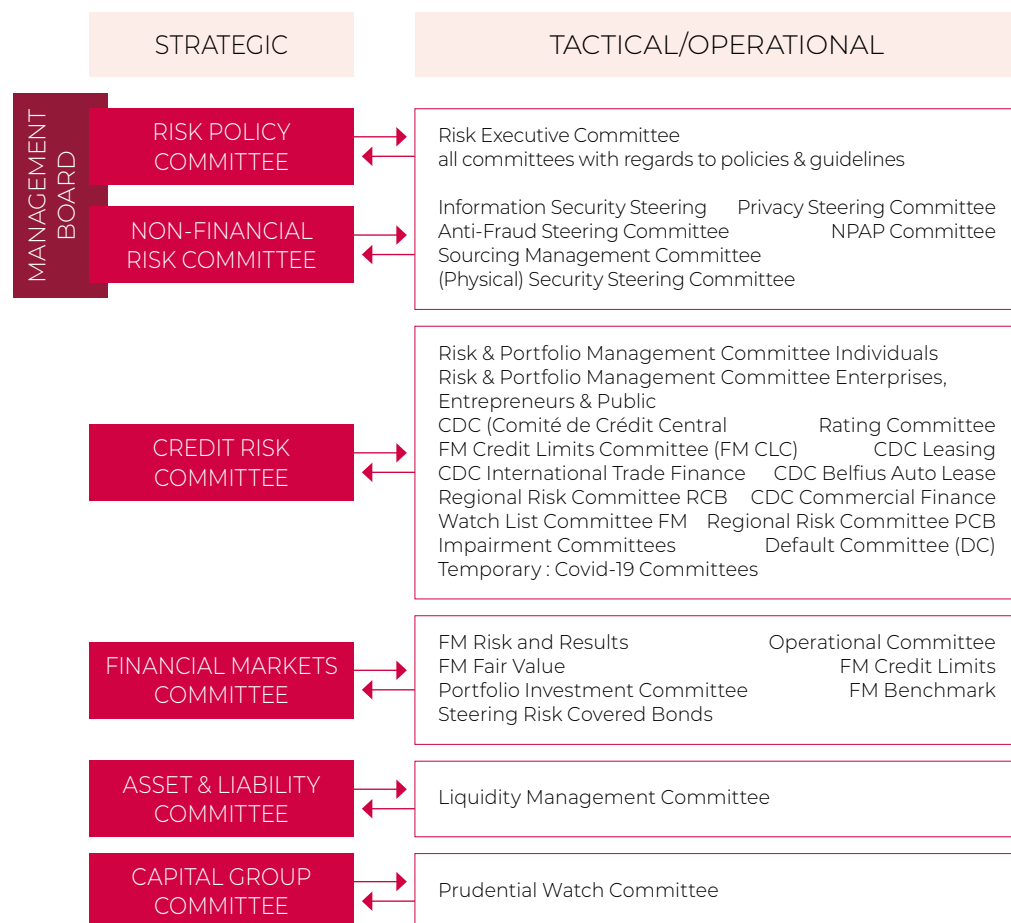 STRATEGIC
TACTICAL/OPERATIONAL
MANAGEMENT
BOARD
RISK POLICY
COMMITTEE
Risk Executive Committee
all committees with regards to policies & guidelines
NON-FINANCIAL
RISK COMMITTEE
Information Security Steering Privacy Steering Committee
Anti-Fraud Steering Committee NPAP Committee
Sourcing Management Committee
(Physical) Security Steering Committee
CREDIT RISK
COMMITTEE
Risk & Portfolio Management Committee Individuals
Risk & Portfolio Management Committee Enterprises,
Entrepreneurs & Public
CDC (Comité de Crédit Central Rating Committee
FM Credit Limits Committee (FM CLC) CDC Leasing
CDC International Trade Finance CDC Belfius Auto Lease
Regional Risk Committee RCB CDC Commercial Finance
Watch List Committee FM Regional Risk Committee PCB
Impairment Committees Default Committee (DC)
Temporary : Covid-19 Committees
FINANCIAL MARKETS
COMMITTEE
FM Risk and Results Operational Committee
FM Fair Value FM Credit Limits
Portfolio Investment Committee FM Benchmark
Steering Risk Covered Bonds
ASSET & LIABILITY
COMMITTEE
Liquidity Management Committee
CAPITAL GROUP
COMMITTEE
Prudential Watch Committee